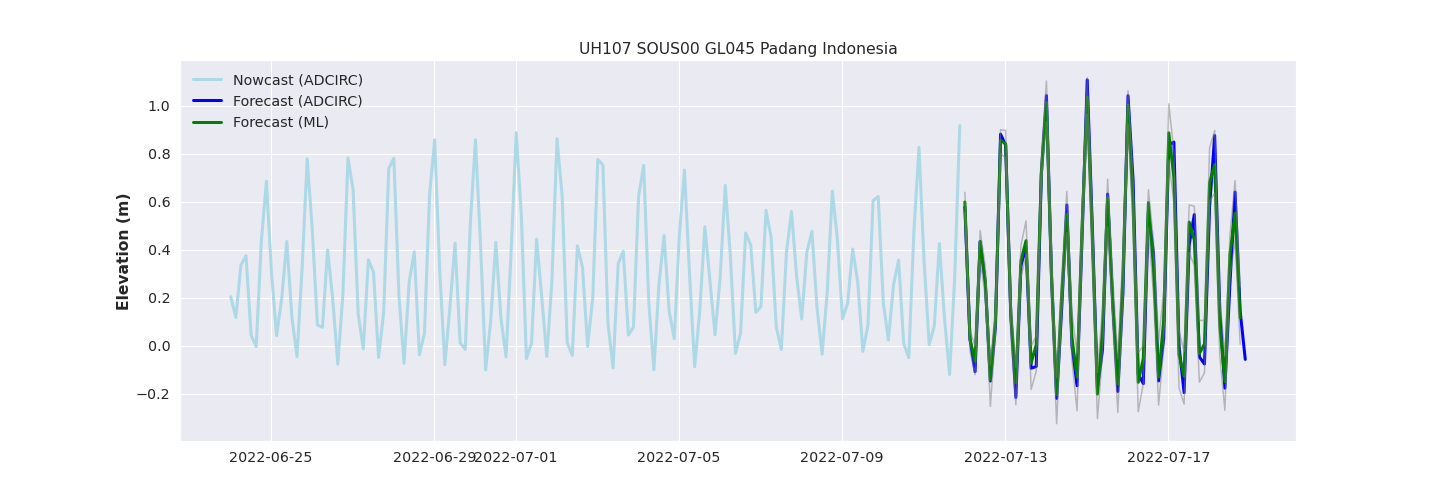 UH107 SOUS00 GL045 Padang Indonesia
Nowcast (ADCIRC)
Forecast (ADCIRC)
Forecast (ML)
Elevation (m)
1.0
0.8
0.6
0.4
0.2
0.0
−0.2
2022-06-25
2022-06-29
2022-07-01
2022-07-05
2022-07-09
2022-07-13
2022-07-17